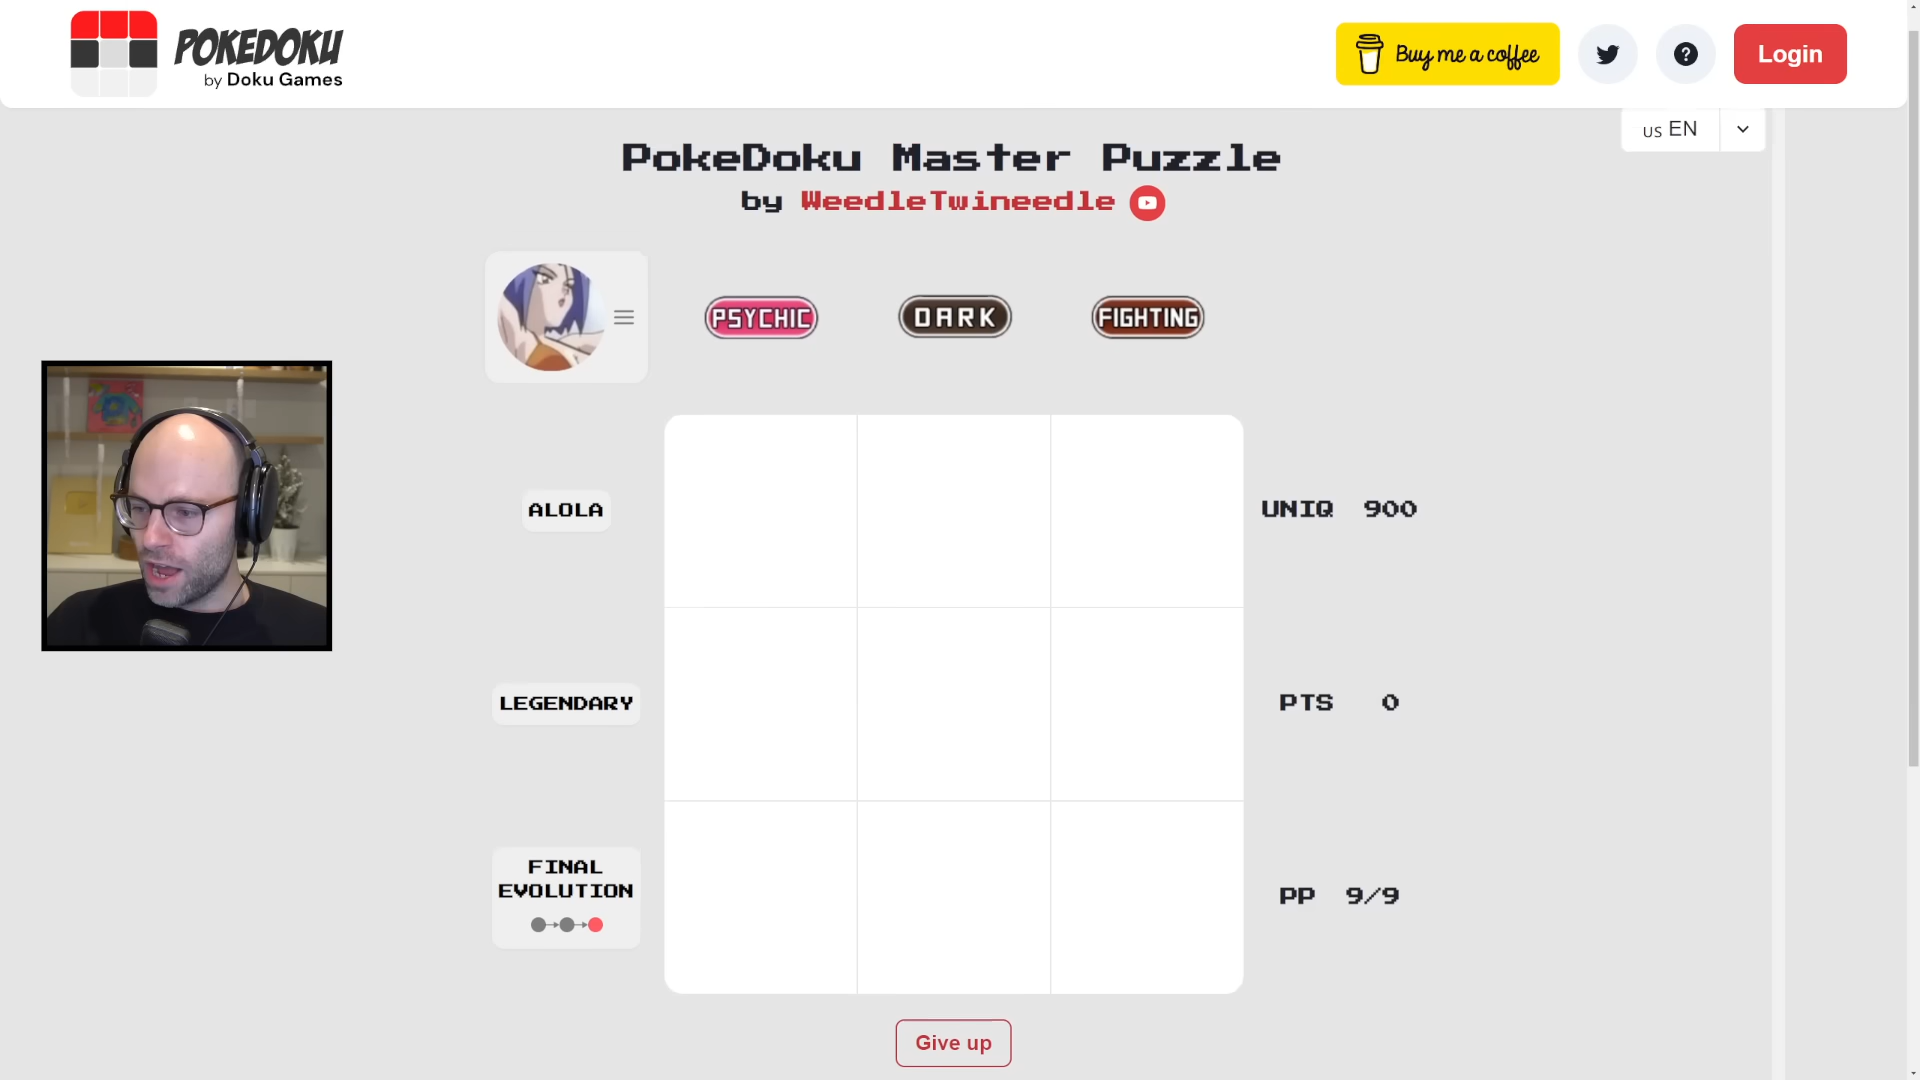 POKEDOKU
by Doku Games
Buy me a coffee
Login
US EN
PokeDoku Master Puzzle
by WeedleTwineedle
PSYCHIC
DARK
FIGHTING
ALOLA
UNIQ 900
LEGENDARY
PTS 0
FINAL
EVOLUTION
PP 9/9
Give up